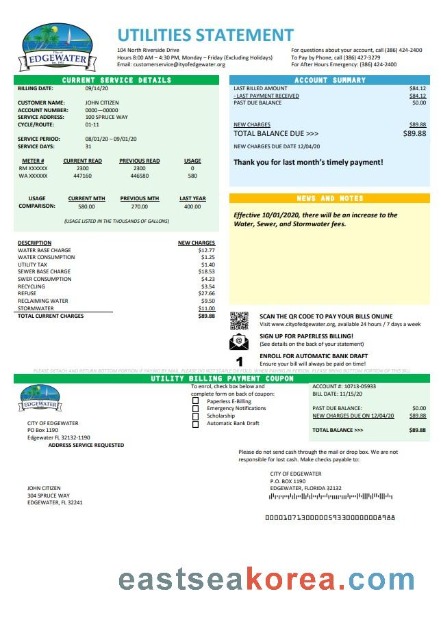 CITY OF
EDGEWATER
UTILITIES STATEMENT
104 North Riverside Drive
Hours 8:00 AM – 4:30 PM, Monday – Friday (Excluding Holidays)
Email: customerservice@cityofedgewater.org
For questions about your account, call (386) 424-2400
To Pay by Phone, call (386) 427-3279
For After Hours Emergency: (386) 424-2400
CURRENT SERVICE DETAILS
BILLING DATE: 09/14/20
CUSTOMER NAME: JOHN CITIZEN
ACCOUNT NUMBER: 0000----00000
SERVICE ADDRESS: 300 SPRUCE WAY
CYCLE/ROUTE: 01-11
SERVICE PERIOD: 08/01/20 – 09/01/20
SERVICE DAYS: 31
METER # CURRENT READ PREVIOUS READ USAGE
RM XXXXXX 2300 2300 0
WA XXXXXX 447160 446580 580
USAGE CURRENT MTH PREVIOUS MTH LAST YEAR
COMPARISON: 580.00 270.00 400.00
(USAGE LISTED IN THE THOUSANDS OF GALLONS)
DESCRIPTION NEW CHARGES
WATER BASE CHARGE $12.77
WATER CONSUMPTION $1.25
UTILITY TAX $1.40
SEWER BASE CHARGE $18.53
SWER CONSUMPTION $4.23
RECYCLING $3.54
REFUSE $27.66
RECLAIMING WATER $9.50
STORMWATER $11.00
TOTAL CURRENT CHARGES $89.88
ACCOUNT SUMMARY
LAST BILLED AMOUNT $84.12
- LAST PAYMENT RECEIVED $84.12
PAST DUE BALANCE $0.00
NEW CHARGES $89.88
TOTAL BALANCE DUE >>> $89.88
NEW CHARGES DUE DATE 12/04/20
Thank you for last month's timely payment!
NEWS AND NOTES
Effective 10/01/2020, there will be an increase to the
Water, Sewer, and Stormwater fees.
SCAN THE QR CODE TO PAY YOUR BILLS ONLINE
Visit www.cityofedgewater.org, available 24 hours / 7 days a week
SIGN UP FOR PAPERLESS BILLING!
(See details on the back of your statement)
1
ENROLL FOR AUTOMATIC BANK DRAFT
Ensure your bill will always be paid on time!
UTILITY BILLING PAYMENT COUPON
EDGEWATER
CITY OF EDGEWATER
PO Box 1190
Edgewater FL 32132-1190
ADDRESS SERVICE REQUESTED
To enroll, check box below and
complete form on back of coupon:
Paperless E-Billing
Emergency Notifications
Scholarship
Automatic Bank Draft
ACCOUNT #: 10713-05933
BILL DATE: 11/15/20
PAST DUE BALANCE: $0.00
NEW CHARGES DUE ON 12/04/20 $89.88
TOTAL BALANCE >>> $89.88
Please do not send cash through the mail or drop box. We are not
responsible for lost cash. Make checks payable to:
CITY OF EDGEWATER
P.O. BOX 1190
EDGEWATER, FLORIDA 32132
JOHN CITIZEN
304 SPRUCE WAY
EDGEWATER, FL 32241
eastseakorea.com